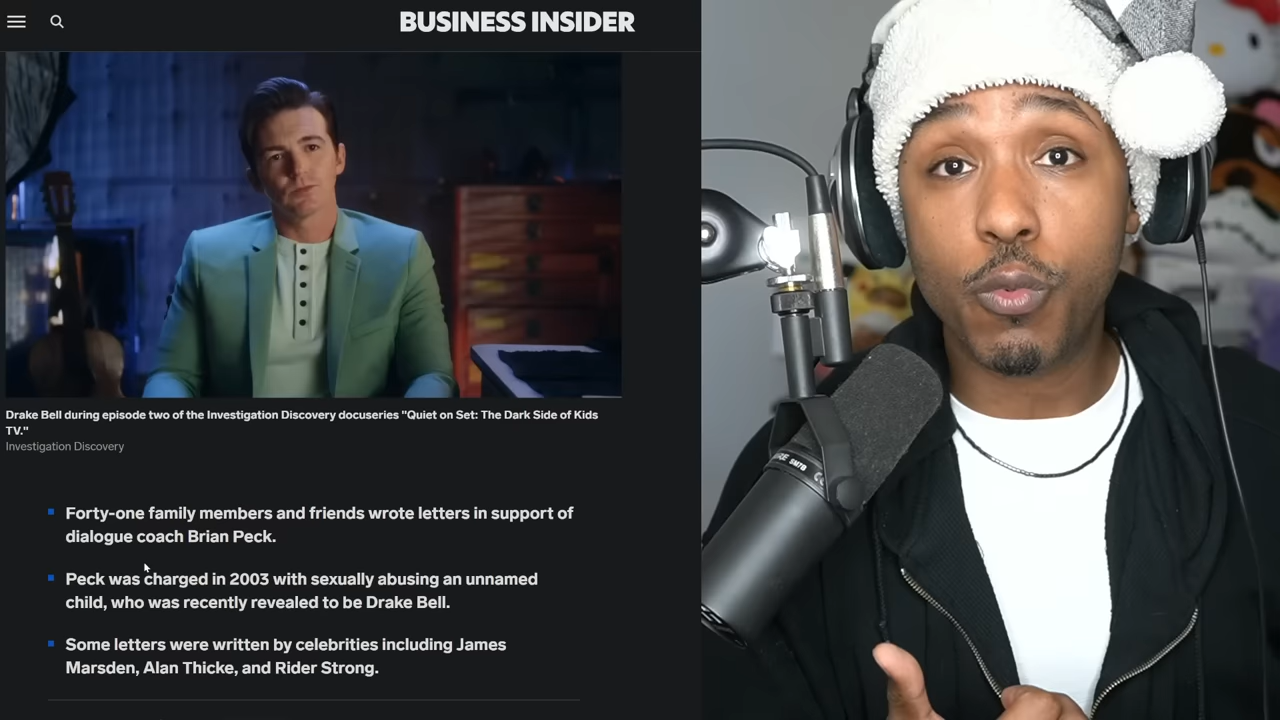 BUSINESS INSIDER
Drake Bell during episode two of the Investigation Discovery docuseries "Quiet on Set: The Dark Side of Kids
TV."
Investigation Discovery
Forty-one family members and friends wrote letters in support of
dialogue coach Brian Peck.
Peck was charged in 2003 with sexually abusing an unnamed
child, who was recently revealed to be Drake Bell.
Some letters were written by celebrities including James
Marsden, Alan Thicke, and Rider Strong.
SM7B